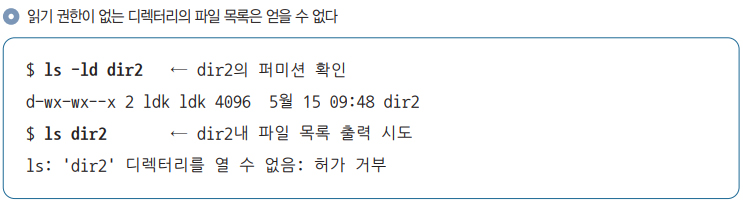 읽기 권한이 없는 디렉터리의 파일 목록은 얻을 수 없다
$ ls -ld dir2 ← dir2의 퍼미션 확인
d-wx-wx--x 2 ldk ldk 4096 5월 15 09:48 dir2
$ ls dir2 ← dir2내 파일 목록 출력 시도
ls: 'dir2' 디렉터리를 열 수 없음: 허가 거부